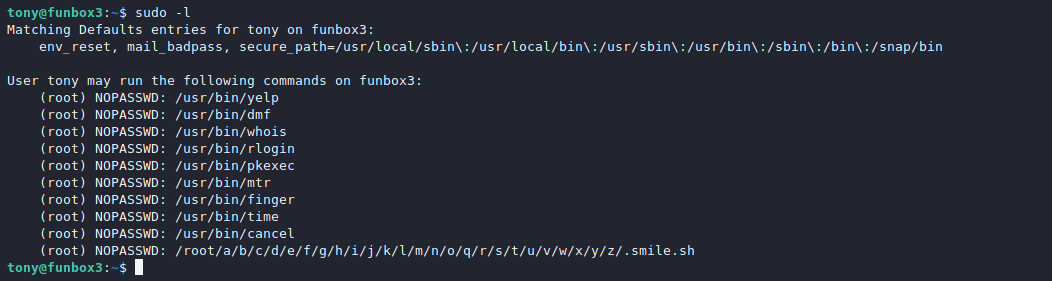 tony@funbox3:~$ sudo -l
Matching Defaults entries for tony on funbox3:
    env_reset, mail_badpass, secure_path=/usr/local/sbin\:/usr/local/bin\:/usr/sbin\:/usr/bin\:/sbin\:/bin\:/snap/bin

User tony may run the following commands on funbox3:
    (root) NOPASSWD: /usr/bin/yelp
    (root) NOPASSWD: /usr/bin/dmf
    (root) NOPASSWD: /usr/bin/whois
    (root) NOPASSWD: /usr/bin/rlogin
    (root) NOPASSWD: /usr/bin/pkexec
    (root) NOPASSWD: /usr/bin/mtr
    (root) NOPASSWD: /usr/bin/finger
    (root) NOPASSWD: /usr/bin/time
    (root) NOPASSWD: /usr/bin/cancel
    (root) NOPASSWD: /root/a/b/c/d/e/f/g/h/i/j/k/l/m/n/o/q/r/s/t/u/v/w/x/y/z/.smile.sh
tony@funbox3:~$